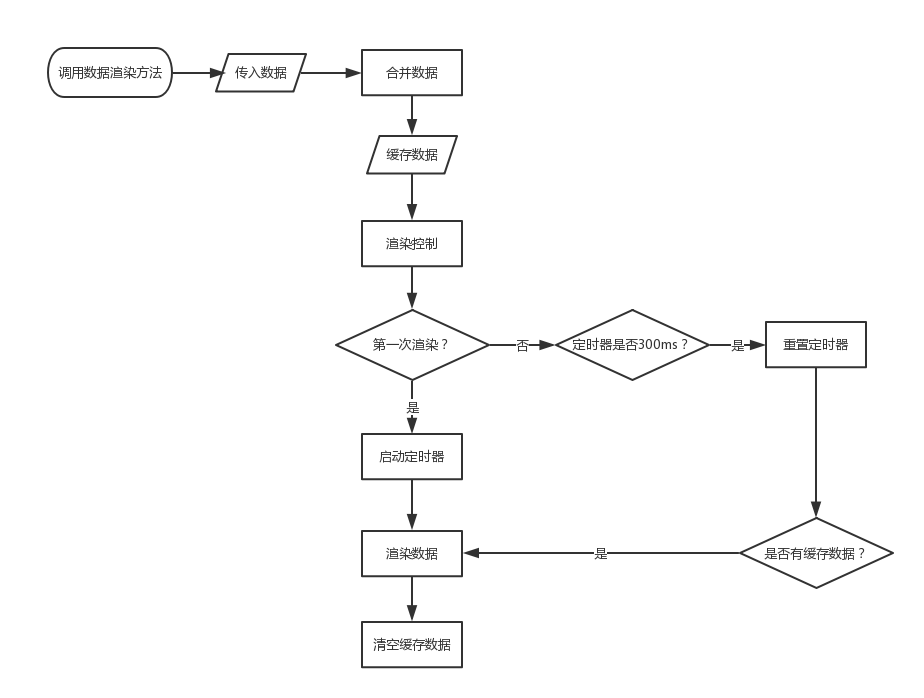 调用数据渲染方法
传入数据
合并数据
缓存数据
渲染控制
第一次渲染？
否
定时器是否300ms？
是
重置定时器
是
启动定时器
渲染数据
是
是否有缓存数据？
清空缓存数据